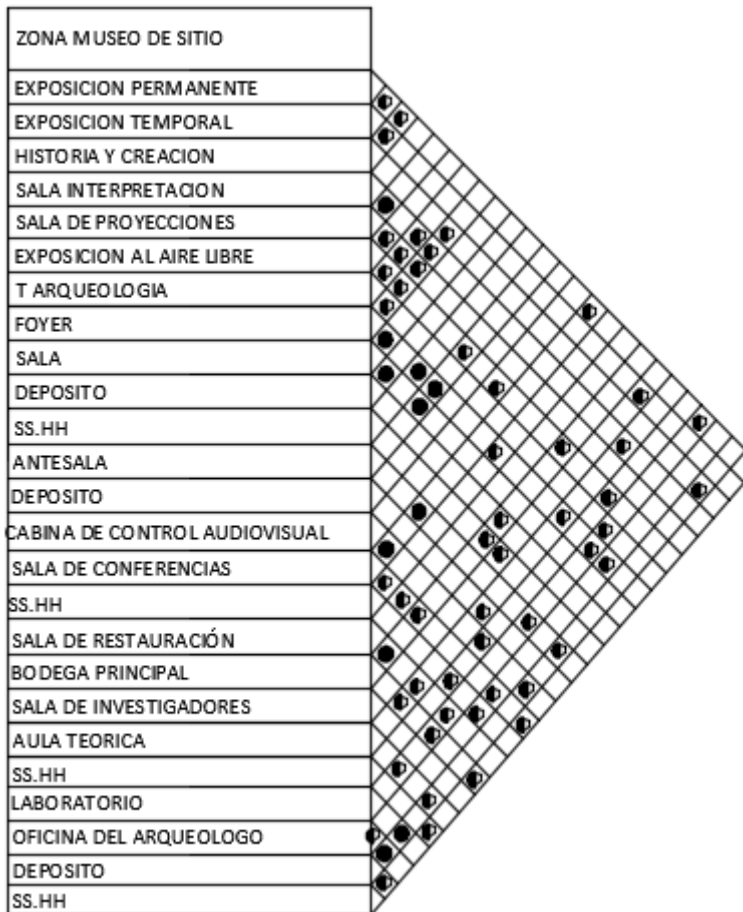 ZONA MUSEO DE SITIO
EXPOSICION PERMANENTE
EXPOSICION TEMPORAL
HISTORIA Y CREACION
SALA INTERPRETACION
SALA DE PROYECCIONES
EXPOSICION AL AIRE LIBRE
T ARQUEOLOGIA
FOYER
SALA
DEPOSITO
SS.HH
ANTESALA
DEPOSITO
CABINA DE CONTROL AUDIOVISUAL
SALA DE CONFERENCIAS
SS.HH
SALA DE RESTAURACIÓN
BODEGA PRINCIPAL
SALA DE INVESTIGADORES
AULA TEORICA
SS.HH
LABORATORIO
OFICINA DEL ARQUEOLOGO
DEPOSITO
SS.HH